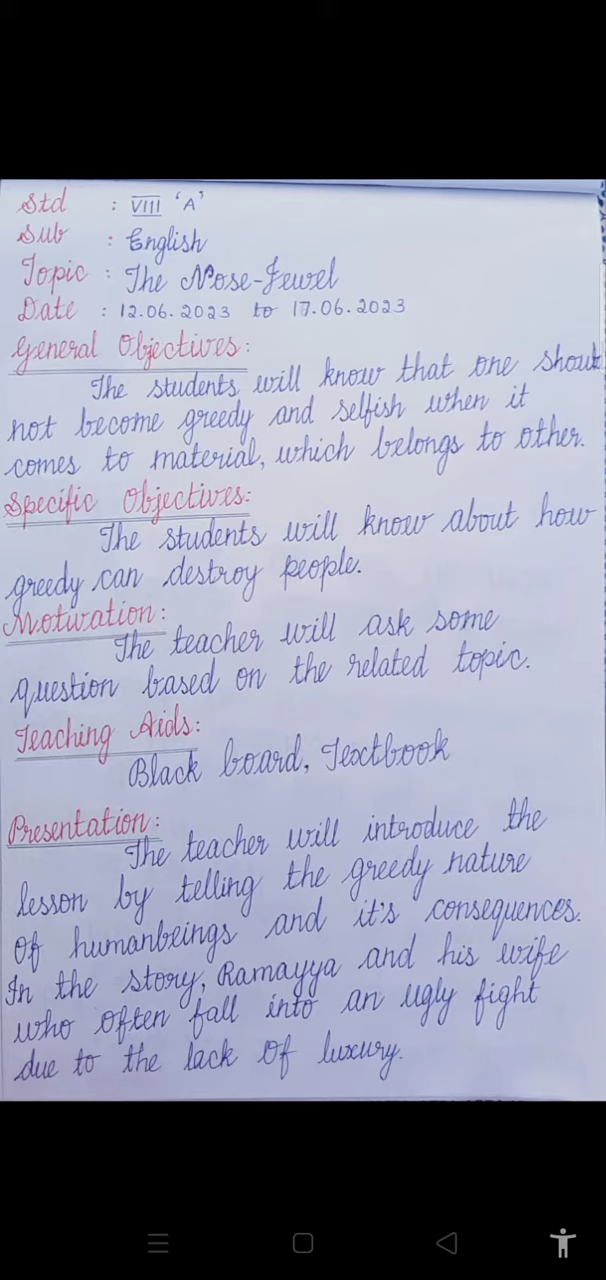 Std : VIII 'A'
Sub : English
Topic : The Nose-Jewel
Date : 12.06.2023 to 17.06.2023
General Objectives:
The students will know that one shoul
not become greedy and selfish when it
comes to material, which belongs to other.
Specific Objectives:
The students will know about how
greedy can destroy people.
Motivation:
The teacher will ask some
question based on the related topic.
Teaching Aids:
Black board, Textbook
Presentation:
The teacher will introduce the
lesson by telling the greedy nature
of humanbeings and it's consequences.
In the story, Ramayya and his wife
who often fall into an ugly fight
due to the lack of luxury.